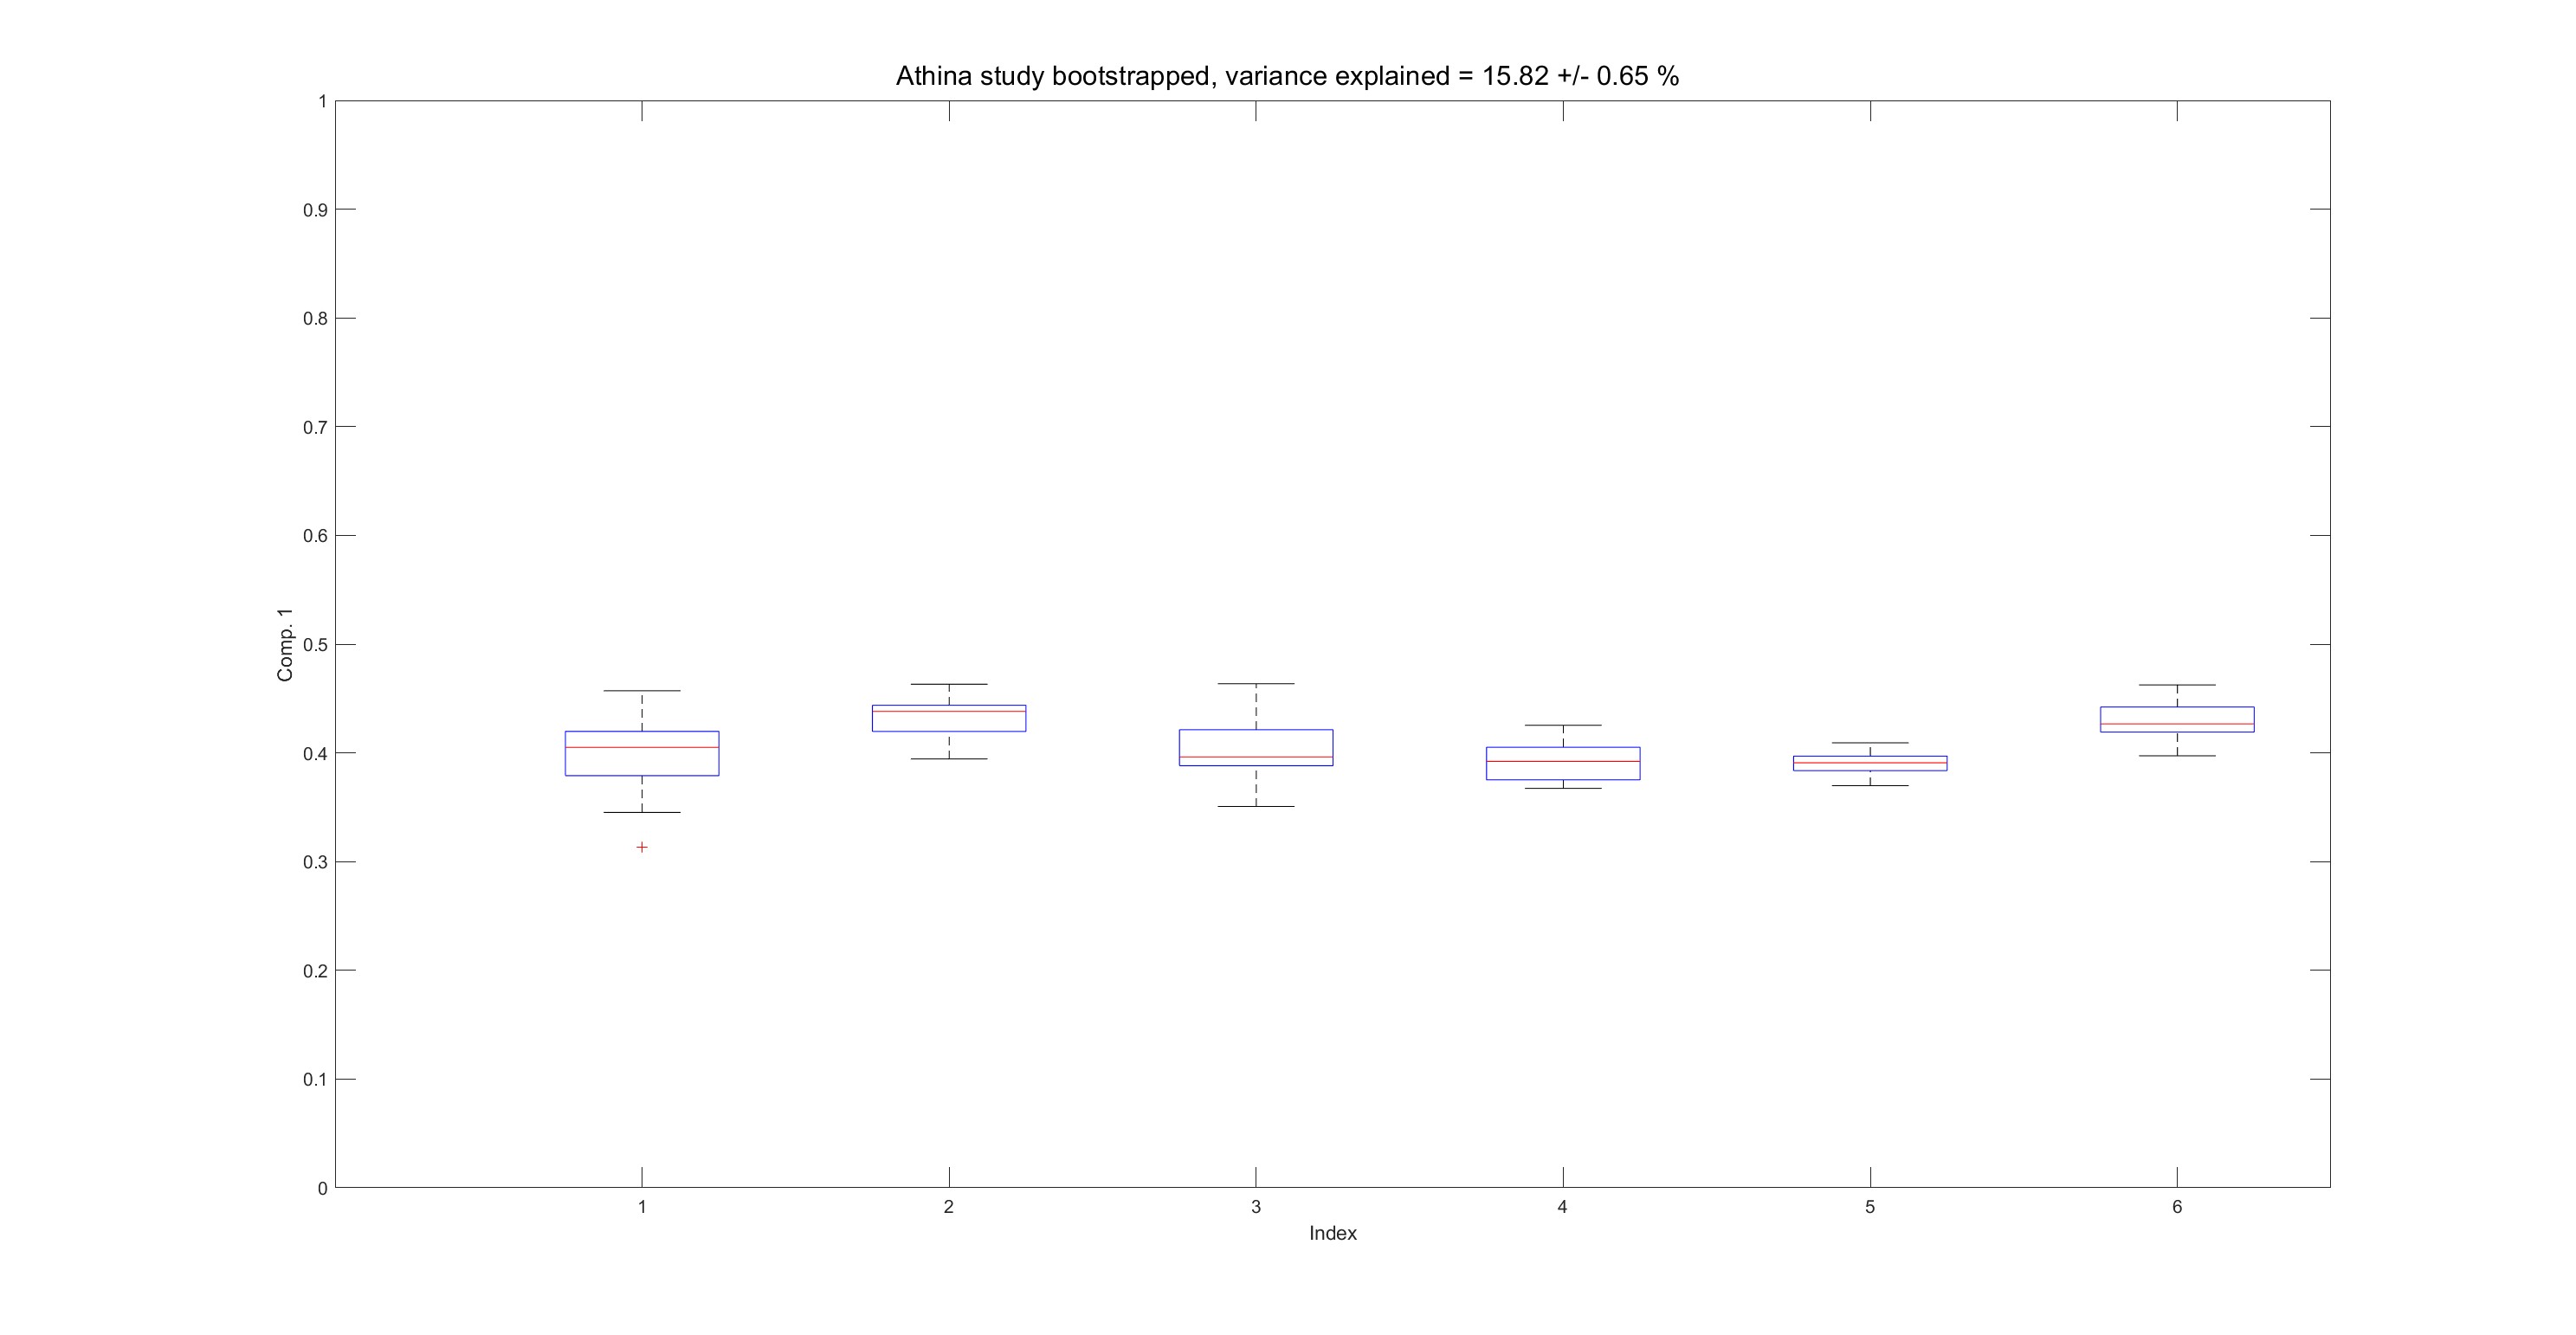 Athina study bootstrapped, variance explained = 15.82 +/- 0.65 %
1
0.9
0.8
0.7
0.6
0.5
0.4
0.3
0.2
0.1
0
Comp. 1
1 2 3 4 5 6
Index